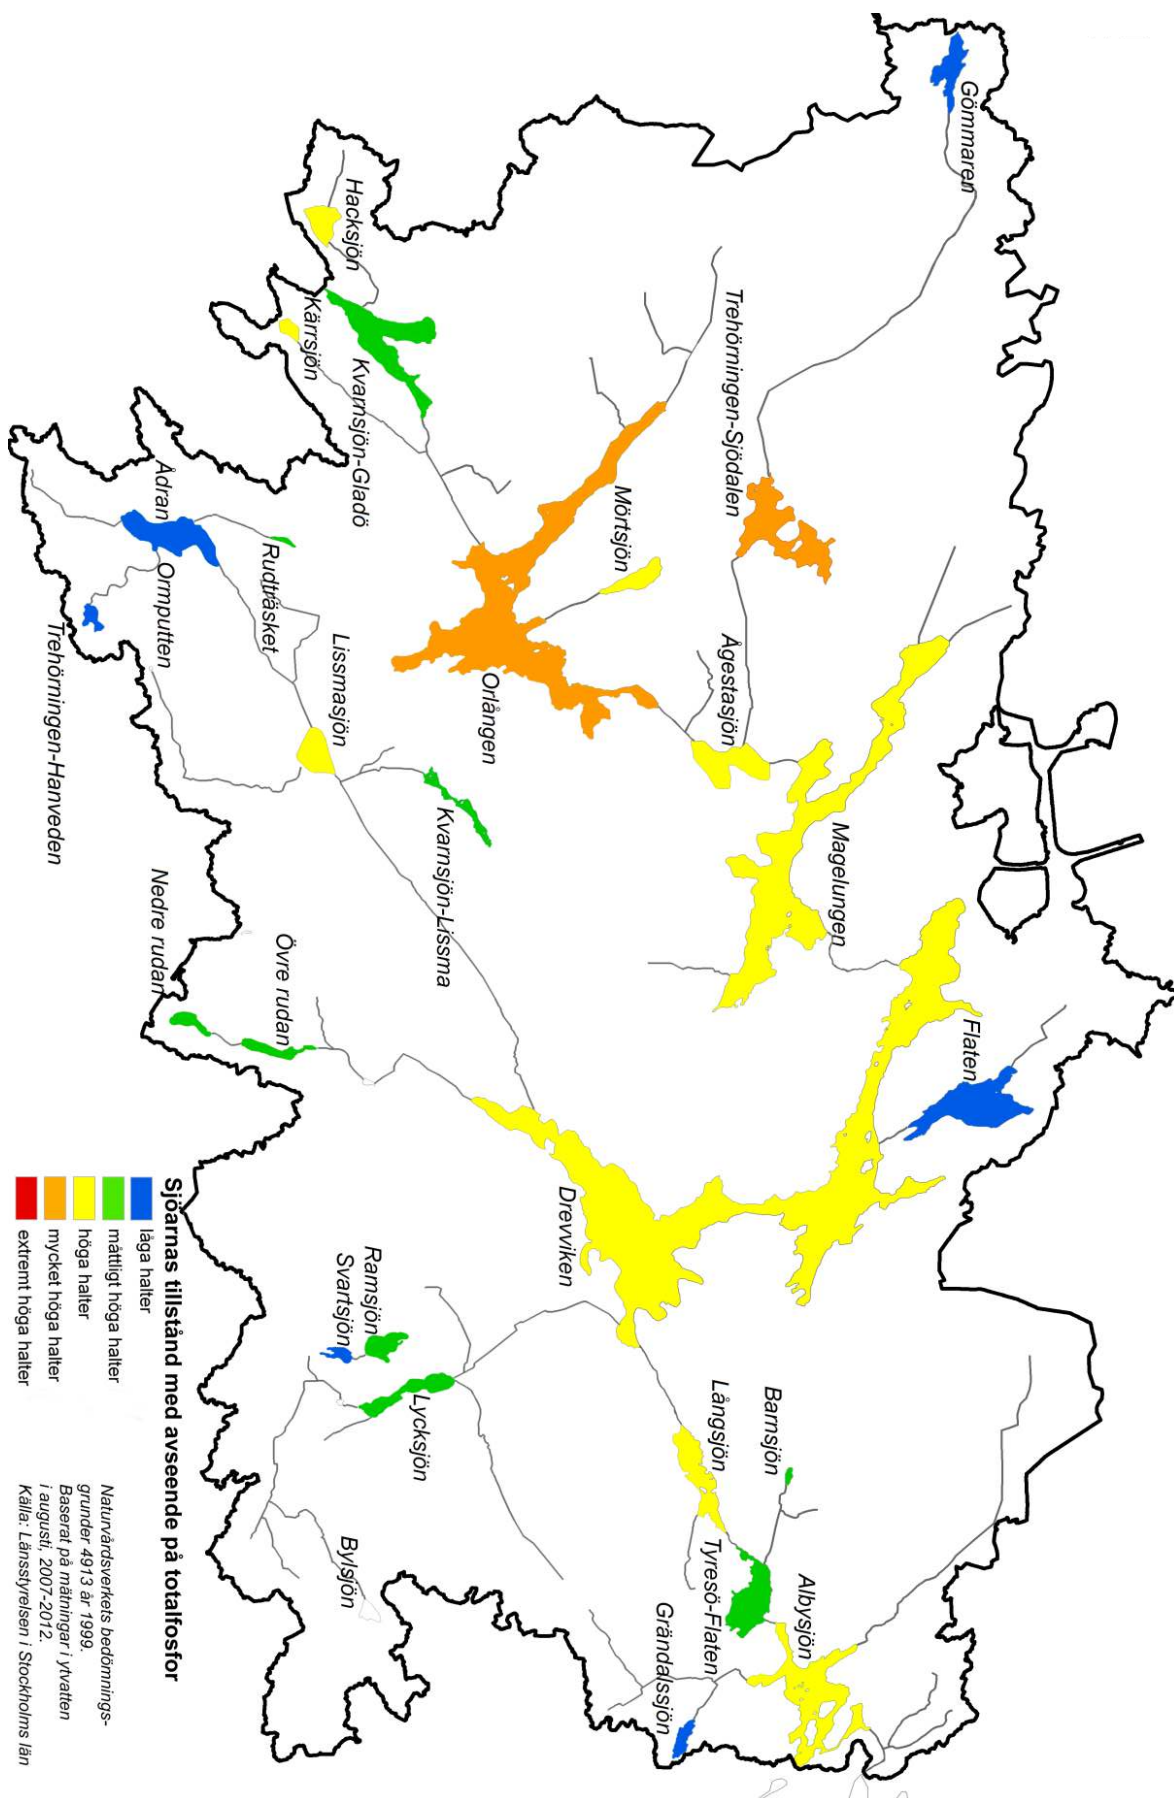 Gömmaren
Hacksjön
Kärrsjön
Kvarnsjön-Gladö
Trehörningen-Sjödalen
Mörtsjön
Ådran
Ormputten
Rudträsket
Trehörningen-Hanveden
Lissmasjön
Orlången
Ågestasjön
Kvarnsjön-Lissma
Magelungen
Nedre rudan
Övre rudan
Flaten
Drevviken
Ramsjön
Svartsjön
Lycksjön
Långsjön
Barnsjön
Tyresö-Flaten
Albysjön
Grändalssjön
Bylsjön
Sjöarnas tillstånd med avseende på totalfosfor
låga halter
måttligt höga halter
höga halter
mycket höga halter
extremt höga halter
Naturvårdsverkets bedömnings-
grunder 4913 år 1999.
Baserat på mätningar i ytvatten
i augusti, 2007-2012.
Källa: Länsstyrelsen i Stockholms län